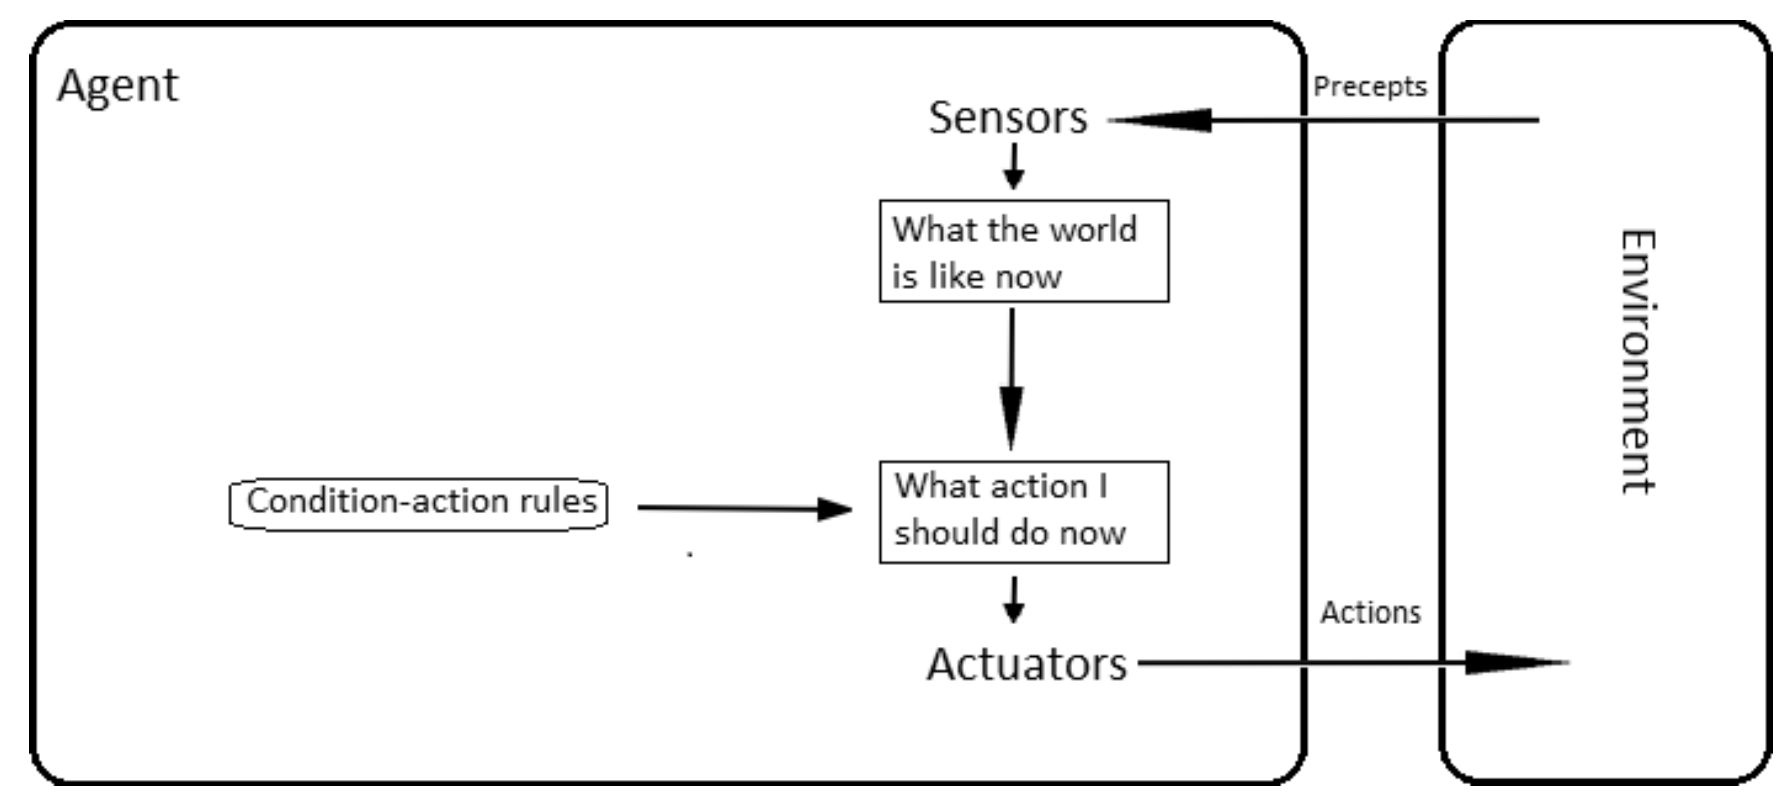 Agent
Precepts
Sensors
What the world
is like now
Environment
Condition-action rules
What action I
should do now
Actions
Actuators